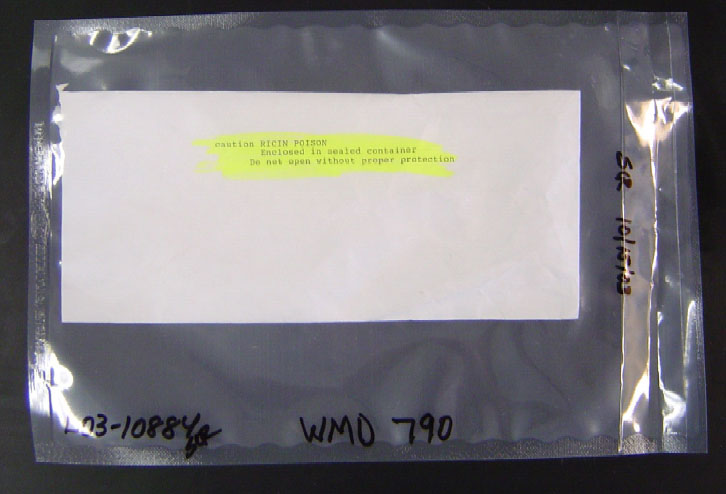 caution RICIN POISON
Enclosed in sealed container
Do not open without proper protection
SR 10/15/03
-03-10884
WMD 790